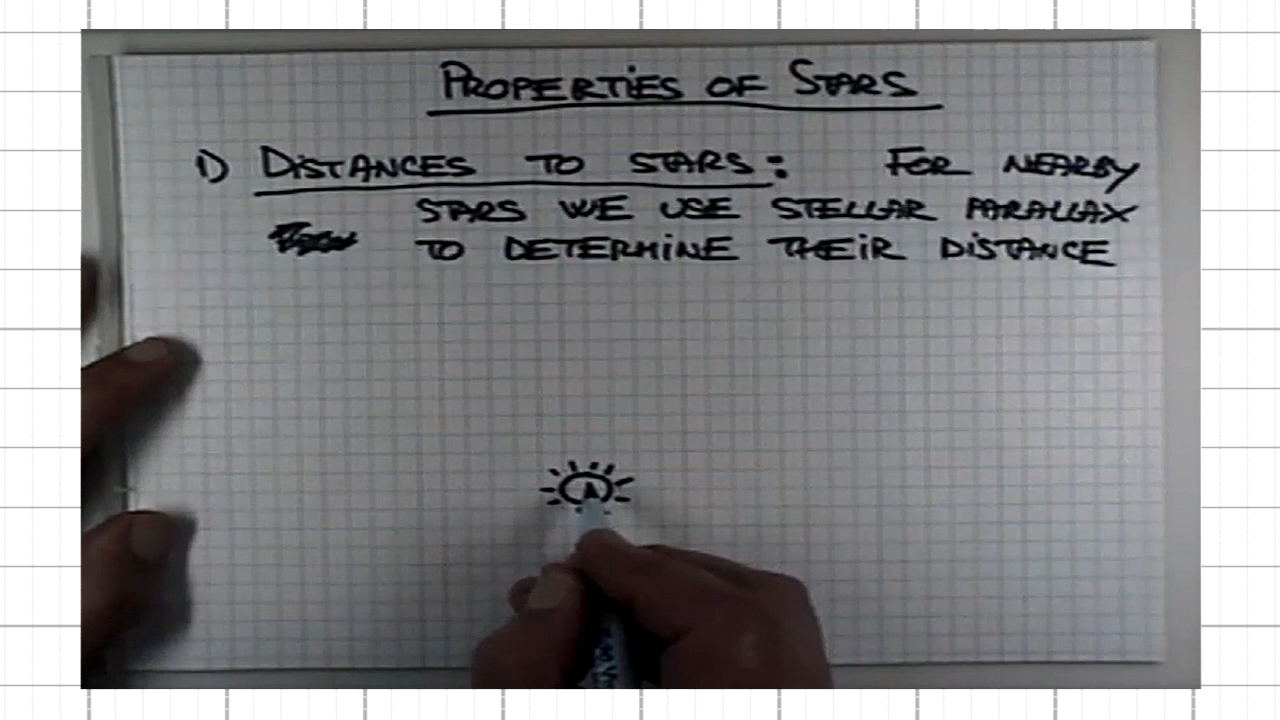 PROPERTIES OF STARS
1) DISTANCES TO STARS: FOR NEARBY
STARS WE USE STELLAR PARALLAX
TO DETERMINE THEIR DISTANCE